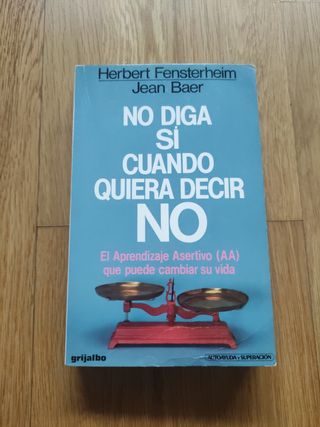 Herbert Fensterheim
Jean Baer
NO DIGA
SÍ
CUANDO
QUIERA DECIR
NO
El Aprendizaje Asertivo (AA)
que puede cambiar su vida
grijalbo
AUTOAYUDA Y SUPERACIÓN